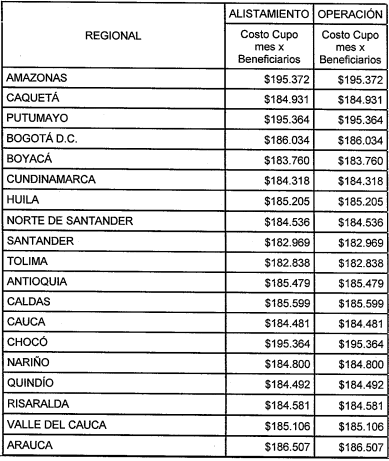 REGIONAL ALISTAMIENTO OPERACIÓN
Costo Cupo mes x Beneficiarios Costo Cupo mes x Beneficiarios
AMAZONAS $195.372 $195.372
CAQUETÁ $184.931 $184.931
PUTUMAYO $195.364 $195.364
BOGOTÁ D.C. $186.034 $186.034
BOYACÁ $183.760 $183.760
CUNDINAMARCA $184.318 $184.318
HUILA $185.205 $185.205
NORTE DE SANTANDER $184.536 $184.536
SANTANDER $182.969 $182.969
TOLIMA $182.838 $182.838
ANTIOQUIA $185.479 $185.479
CALDAS $185.599 $185.599
CAUCA $184.481 $184.481
CHOCÓ $195.364 $195.364
NARIÑO $184.800 $184.800
QUINDÍO $184.492 $184.492
RISARALDA $184.581 $184.581
VALLE DEL CAUCA $185.106 $185.106
ARAUCA $186.507 $186.507